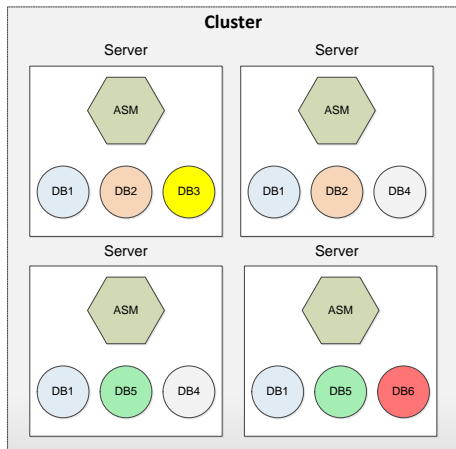 Cluster
Server Server
ASM ASM
DB1 DB2 DB3 DB1 DB2 DB4
Server Server
ASM ASM
DB1 DB5 DB4 DB1 DB5 DB6